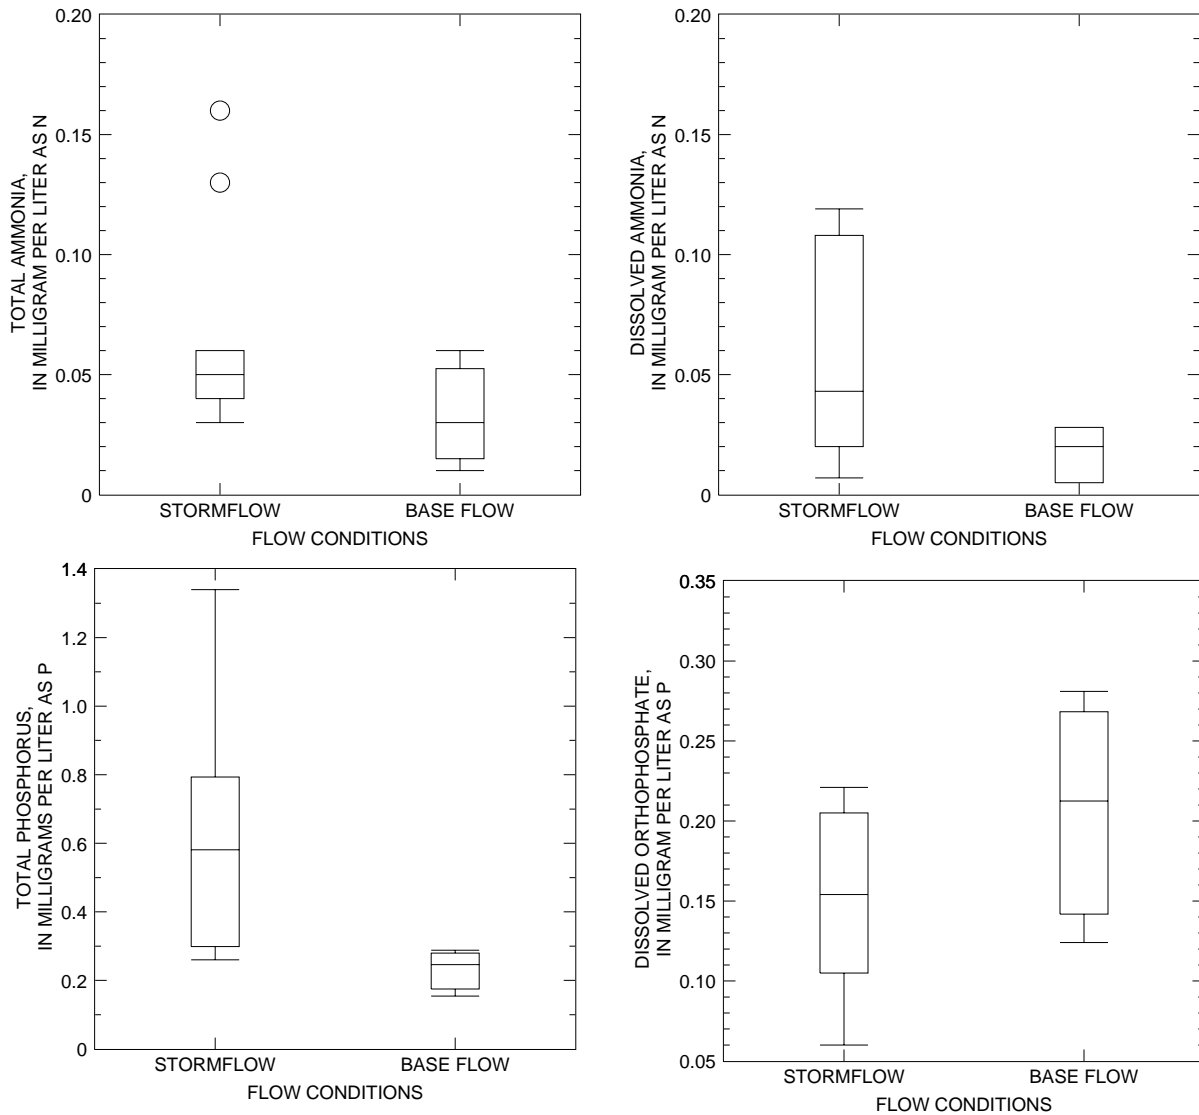 TOTAL AMMONIA,
IN MILLIGRAM PER LITER AS N
0.20
0.15
0.10
0.05
0
STORMFLOW BASE FLOW
FLOW CONDITIONS
DISSOLVED AMMONIA,
IN MILLIGRAM PER LITER AS N
0.20
0.15
0.10
0.05
0
STORMFLOW BASE FLOW
FLOW CONDITIONS
TOTAL PHOSPHORUS,
IN MILLIGRAMS PER LITER AS P
1.4
1.2
1.0
0.8
0.6
0.4
0.2
0
STORMFLOW BASE FLOW
FLOW CONDITIONS
DISSOLVED ORTHOPHOSPHATE,
IN MILLIGRAM PER LITER AS P
0.35
0.30
0.25
0.20
0.15
0.10
0.05
STORMFLOW BASE FLOW
FLOW CONDITIONS